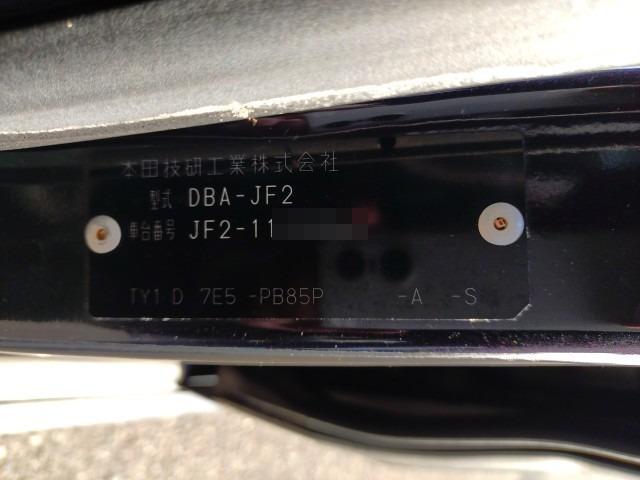 本田技研工業株式会社
型式 DBA-JF2
車台番号 JF2-11
TY1 D 7E5 -PB85P -A -S